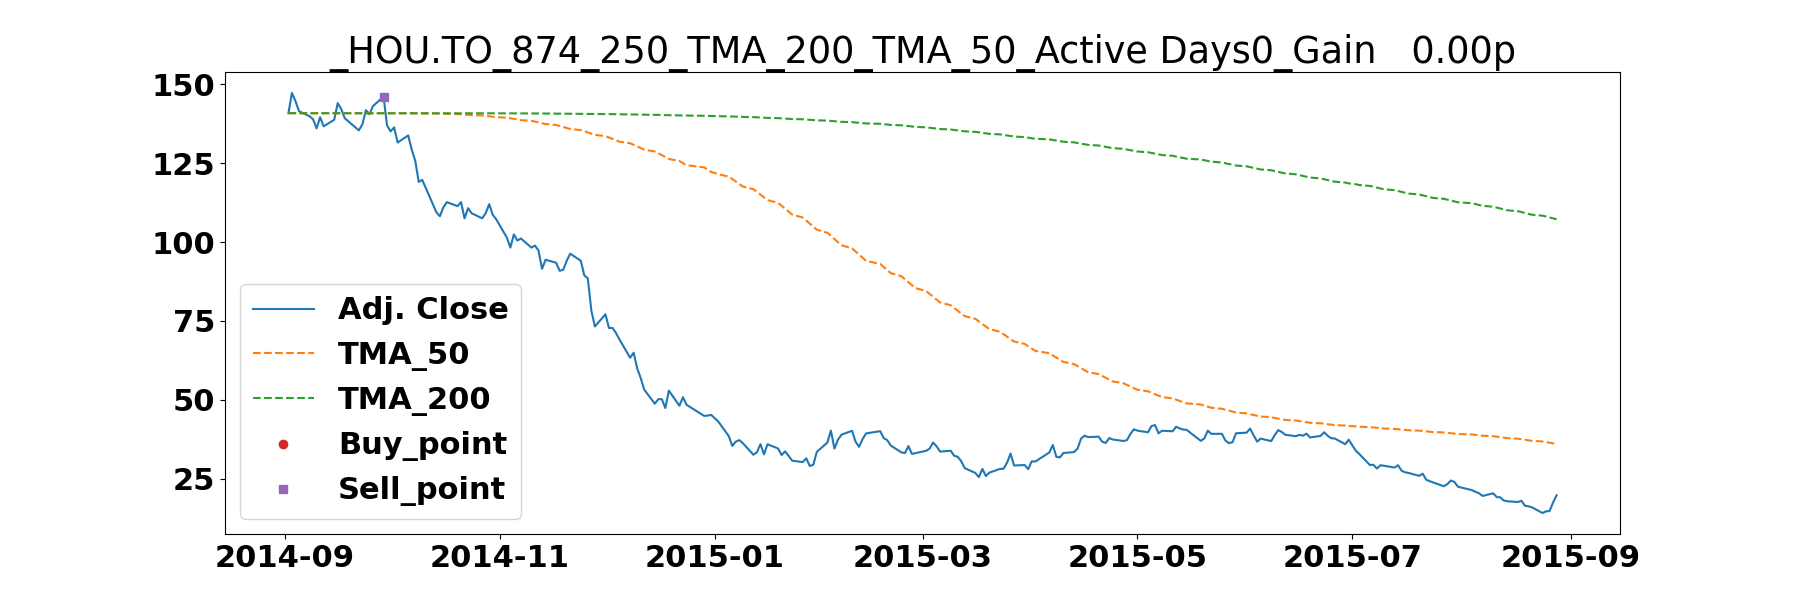 _HOU.TO_874_250_TMA_200_TMA_50_Active Days0_Gain   0.00p
150
125
100
75
50
25
Adj. Close
TMA_50
TMA_200
Buy_point
Sell_point
2014-09 2014-11 2015-01 2015-03 2015-05 2015-07 2015-09